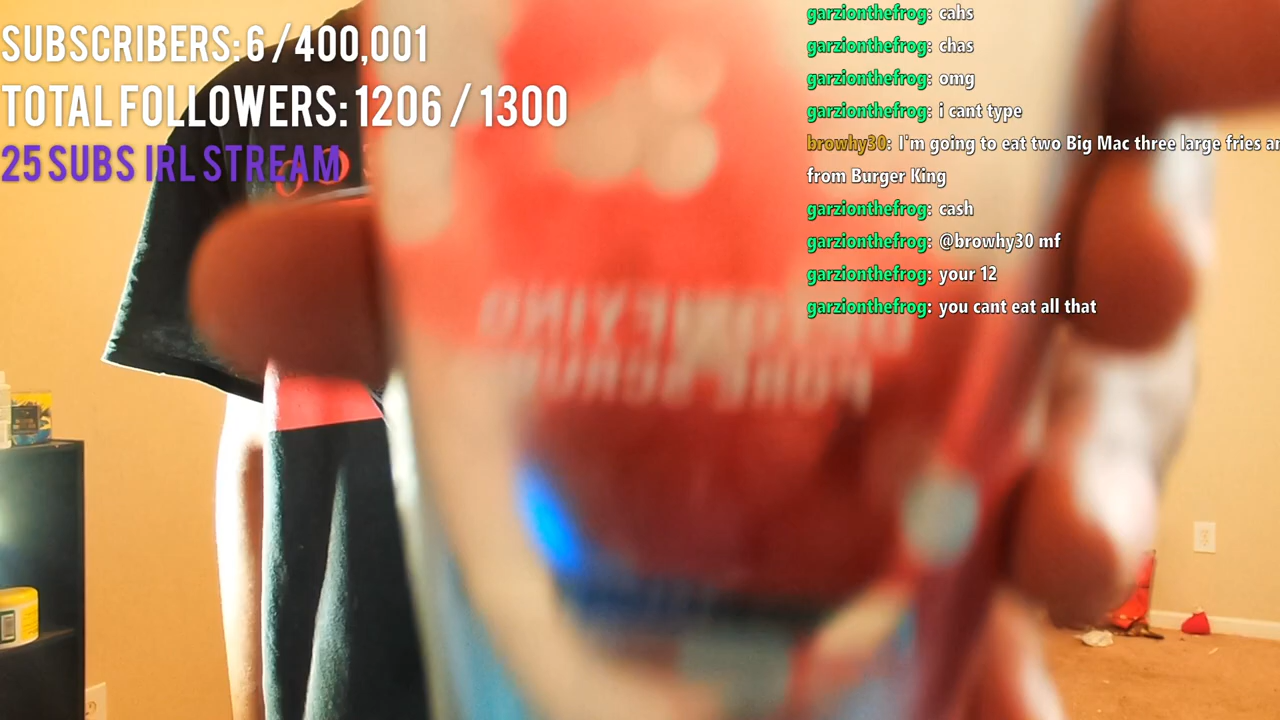 SUBSCRIBERS: 6 / 400,001
TOTAL FOLLOWERS: 1206 / 1300
25 SUBS IRL STREAM
garzionthefrog: cahs
garzionthefrog: chas
garzionthefrog: omg
garzionthefrog: i cant type
browhy30: I'm going to eat two Big Mac three large fries
from Burger King
garzionthefrog: cash
garzionthefrog: @browhy30 mf
garzionthefrog: your 12
garzionthefrog: you cant eat all that